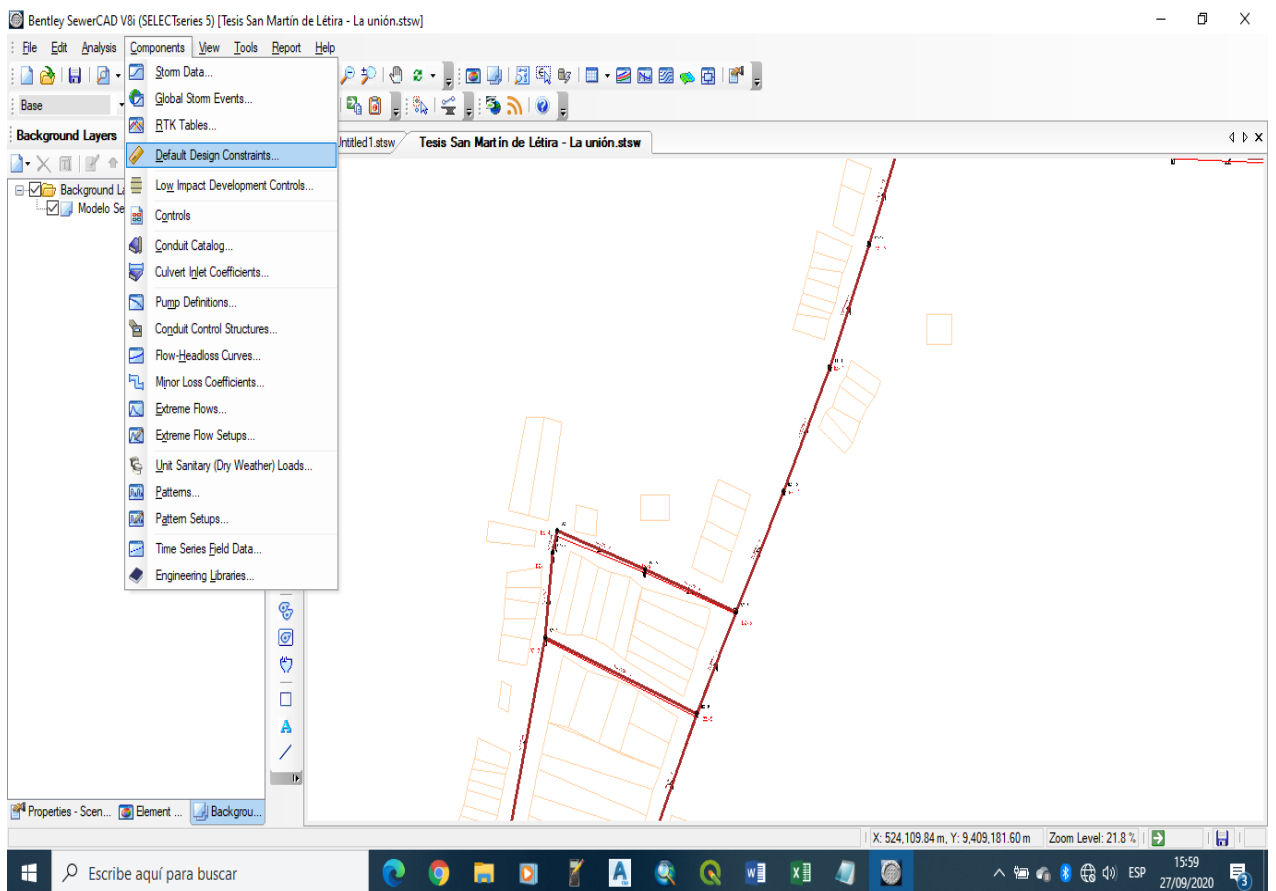 Bentley SewerCAD V8i (SELECTseries 5) [Tesis San Martín de Létira - La unión.stsw]
File Edit Analysis Components View Tools Report Help
Storm Data...
Base
Global Storm Events...
RTK Tables...
Background Layers
Untitled1.stsw
Tesis San Martín de Létira - La unión.stsw
Default Design Constraints...
Background La
Low Impact Development Controls...
Modelo Se
Controls
Conduit Catalog...
Culvert Inlet Coefficients...
Pump Definitions...
Conduit Control Structures...
Flow-Headloss Curves...
Minor Loss Coefficients...
Extreme Flows...
Extreme Flow Setups...
Unit Sanitary (Dry Weather) Loads...
Patterns...
Pattern Setups...
Time Series Field Data...
Engineering Libraries...
A
Properties - Scen... Element ... Backgrou...
X: 524,109.84 m, Y: 9,409,181.60 m Zoom Level: 21.8 %
Escribe aquí para buscar
ESP
15:59
27/09/2020
3